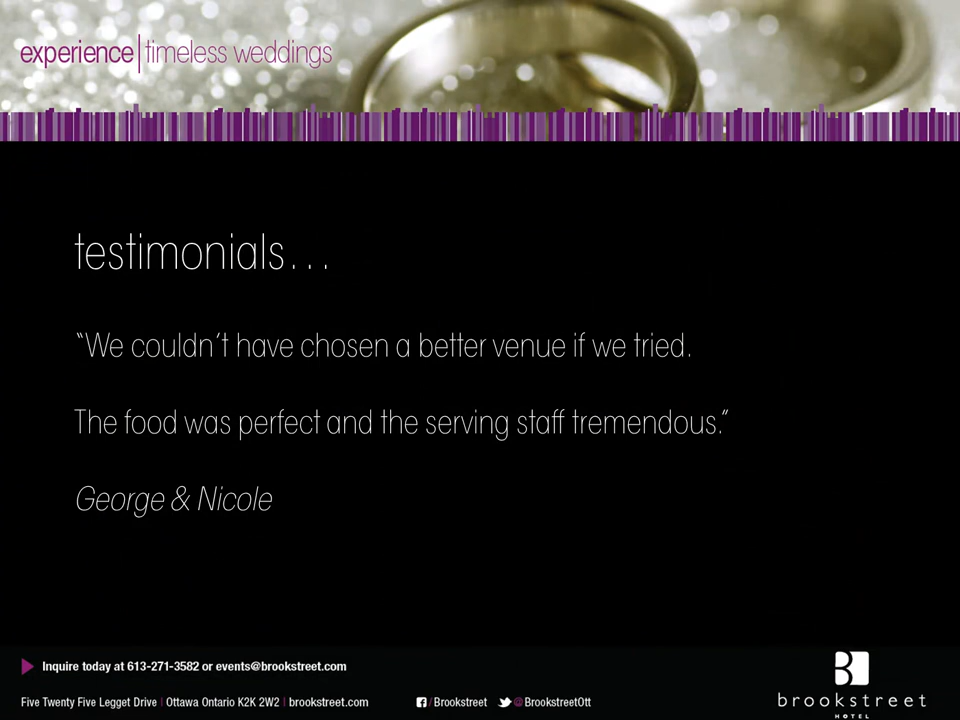 experience|timeless weddings
testimonials...
“We couldn't have chosen a better venue if we tried.
The food was perfect and the serving staff tremendous.”
George & Nicole
Inquire today at 613-271-3582 or events@brookstreet.com
Five Twenty Five Legget Drive | Ottawa Ontario K2K 2W2 | brookstreet.com
/Brookstreet
@BrookstreetOtt
brookstreet
HOTEL